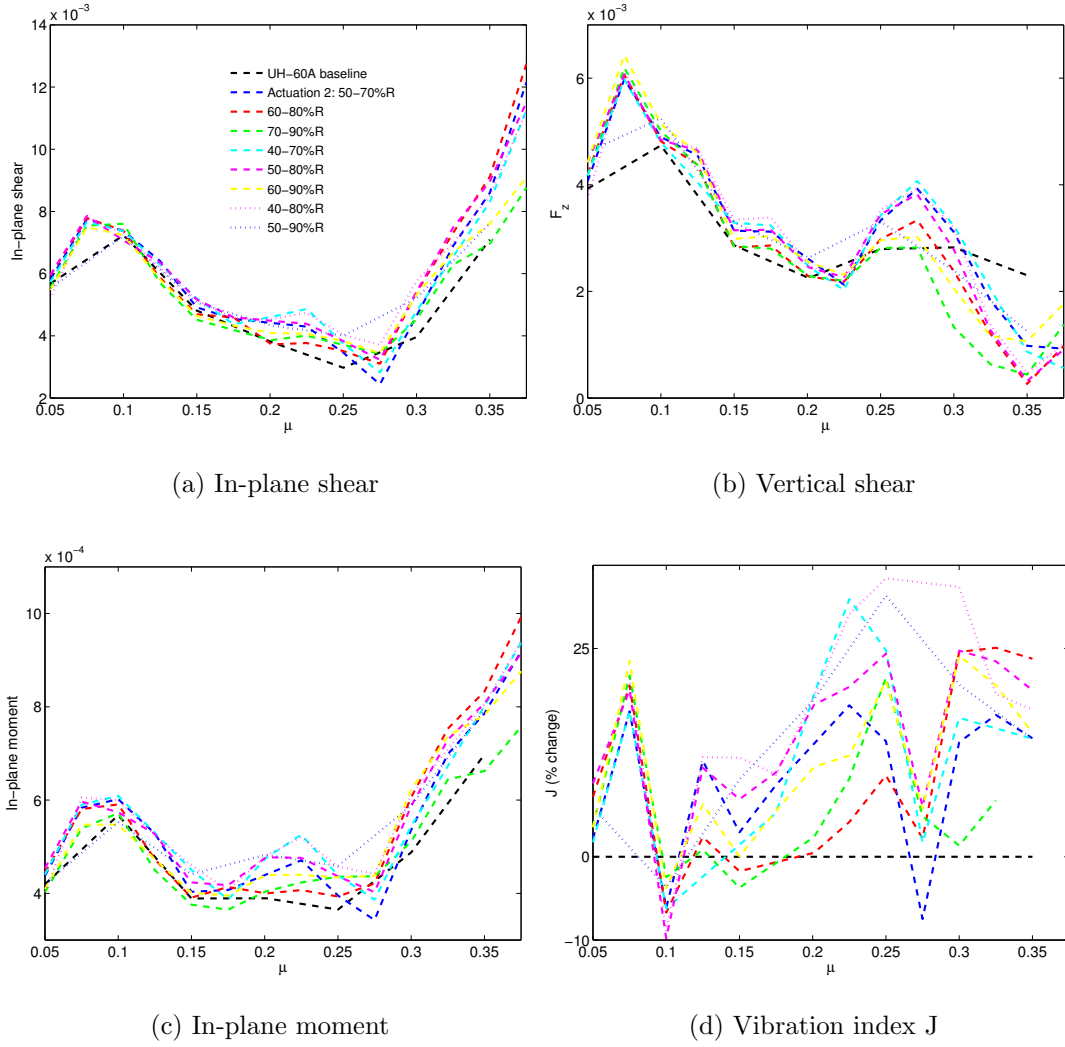 x 10⁻³
14
12
10
8
6
4
2
0.05 0.1 0.15 0.2 0.25 0.3 0.35
μ
In−plane shear
UH−60A baseline
Actuation 2: 50−70%R
60−80%R
70−90%R
40−70%R
50−80%R
60−90%R
40−80%R
50−90%R
(a) In-plane shear
x 10⁻³
6
4
2
0
0.05 0.1 0.15 0.2 0.25 0.3 0.35
μ
F_z
(b) Vertical shear
x 10⁻⁴
10
8
6
4
0.05 0.1 0.15 0.2 0.25 0.3 0.35
μ
In−plane moment
(c) In-plane moment
25
0
−10
0.05 0.1 0.15 0.2 0.25 0.3 0.35
μ
J (% change)
(d) Vibration index J